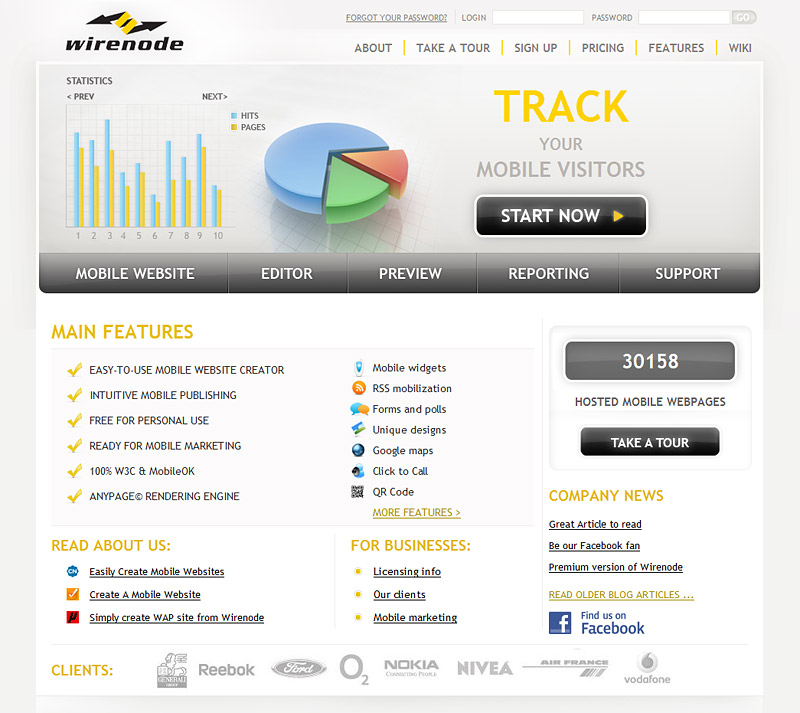 FORGOT YOUR PASSWORD? LOGIN PASSWORD GO
wirenode
ABOUT TAKE A TOUR SIGN UP PRICING FEATURES WIKI
STATISTICS
< PREV NEXT>
HITS
PAGES
1 2 3 4 5 6 7 8 9 10
TRACK
YOUR
MOBILE VISITORS
START NOW
MOBILE WEBSITE EDITOR PREVIEW REPORTING SUPPORT
MAIN FEATURES
EASY-TO-USE MOBILE WEBSITE CREATOR
INTUITIVE MOBILE PUBLISHING
FREE FOR PERSONAL USE
READY FOR MOBILE MARKETING
100% W3C & MobileOK
ANYPAGE© RENDERING ENGINE
Mobile widgets
RSS mobilization
Forms and polls
Unique designs
Google maps
Click to Call
QR Code
MORE FEATURES >
30158
HOSTED MOBILE WEBPAGES
TAKE A TOUR
COMPANY NEWS
Great Article to read
Be our Facebook fan
Premium version of Wirenode
READ OLDER BLOG ARTICLES ...
f
Find us on
Facebook
READ ABOUT US:
CN
Easily Create Mobile Websites
Create A Mobile Website
µ
Simply create WAP site from Wirenode
FOR BUSINESSES:
Licensing info
Our clients
Mobile marketing
CLIENTS:
GENERALI
GROUP
Reebok
Ford
O2
NOKIA
CONNECTING PEOPLE
NIVEA
AIR FRANCE
vodafone